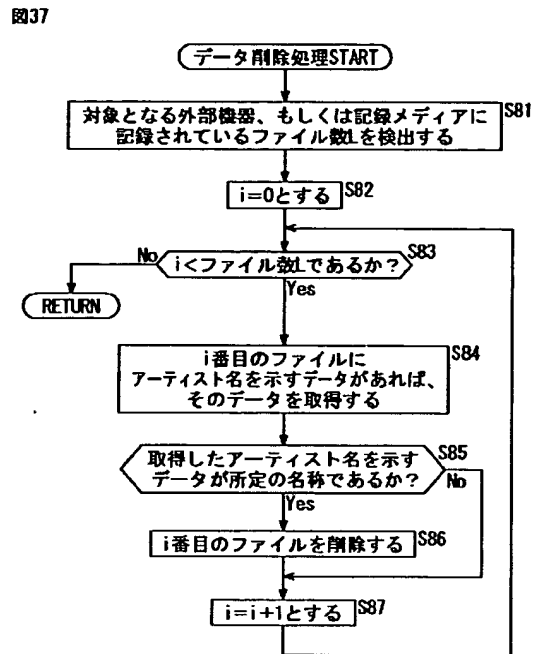 図37
データ削除処理START
対象となる外部機器、もしくは記録メディアに
記録されているファイル数Lを検出する
S81
i=0とする
S82
i<ファイル数Lであるか?
S83
No
RETURN
Yes
i番目のファイルに
アーティスト名を示すデータがあれば、
そのデータを取得する
S84
取得したアーティスト名を示す
データが所定の名称であるか?
S85
No
Yes
i番目のファイルを削除する
S86
i=i+1とする
S87